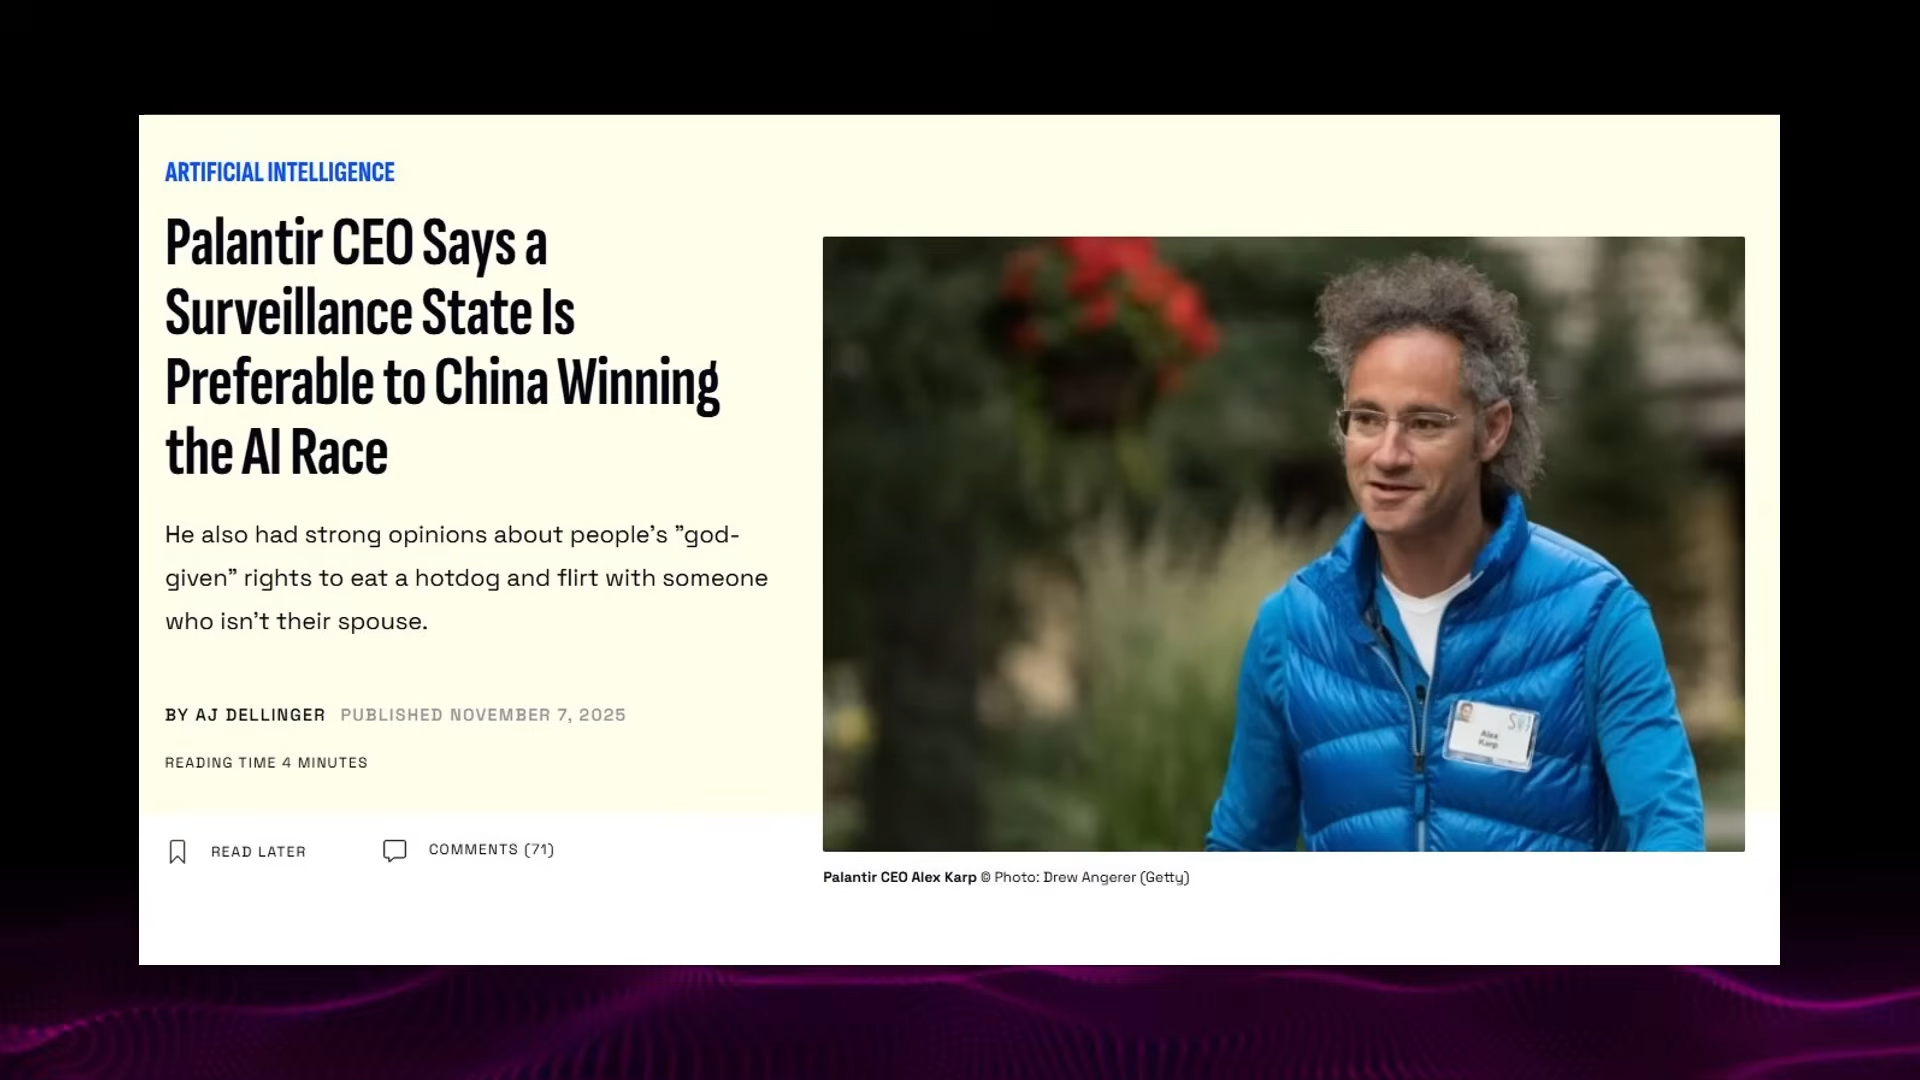 ARTIFICIAL INTELLIGENCE
Palantir CEO Says a
Surveillance State Is
Preferable to China Winning
the AI Race
He also had strong opinions about people’s ”god-
given” rights to eat a hotdog and flirt with someone
who isn’t their spouse.
BY AJ DELLINGER PUBLISHED NOVEMBER 7, 2025
READING TIME 4 MINUTES
READ LATER COMMENTS (71)
Alex
Karp
Palantir CEO Alex Karp © Photo: Drew Angerer (Getty)